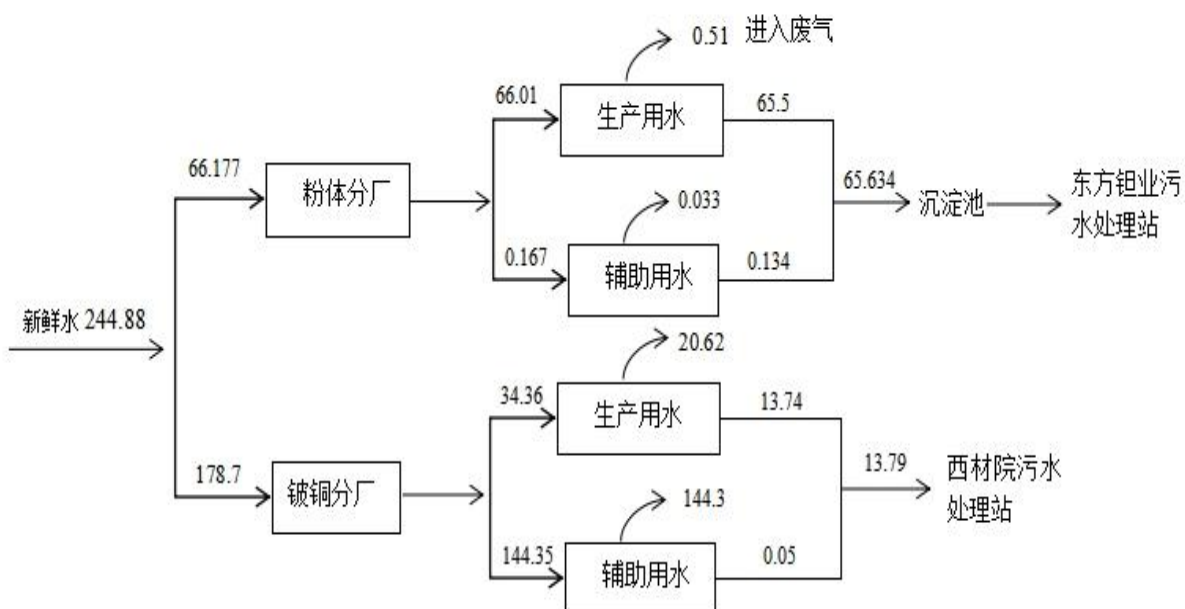 0.51 进入废气
66.01
生产用水
65.5
66.177
粉体分厂
0.033
65.634
沉淀池
东方钽业污
水处理站
0.167
辅助用水
0.134
新鲜水 244.88
20.62
34.36
生产用水
13.74
178.7
铍铜分厂
13.79
西材院污水
处理站
144.3
144.35
辅助用水
0.05